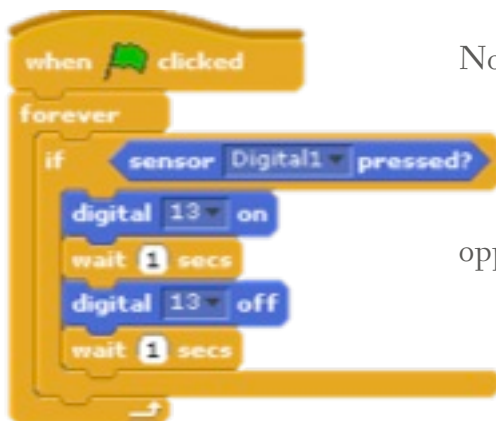 when clicked
No
forever
if sensor Digital1 pressed?
digital 13 on
wait 1 secs
opp
digital 13 off
wait 1 secs